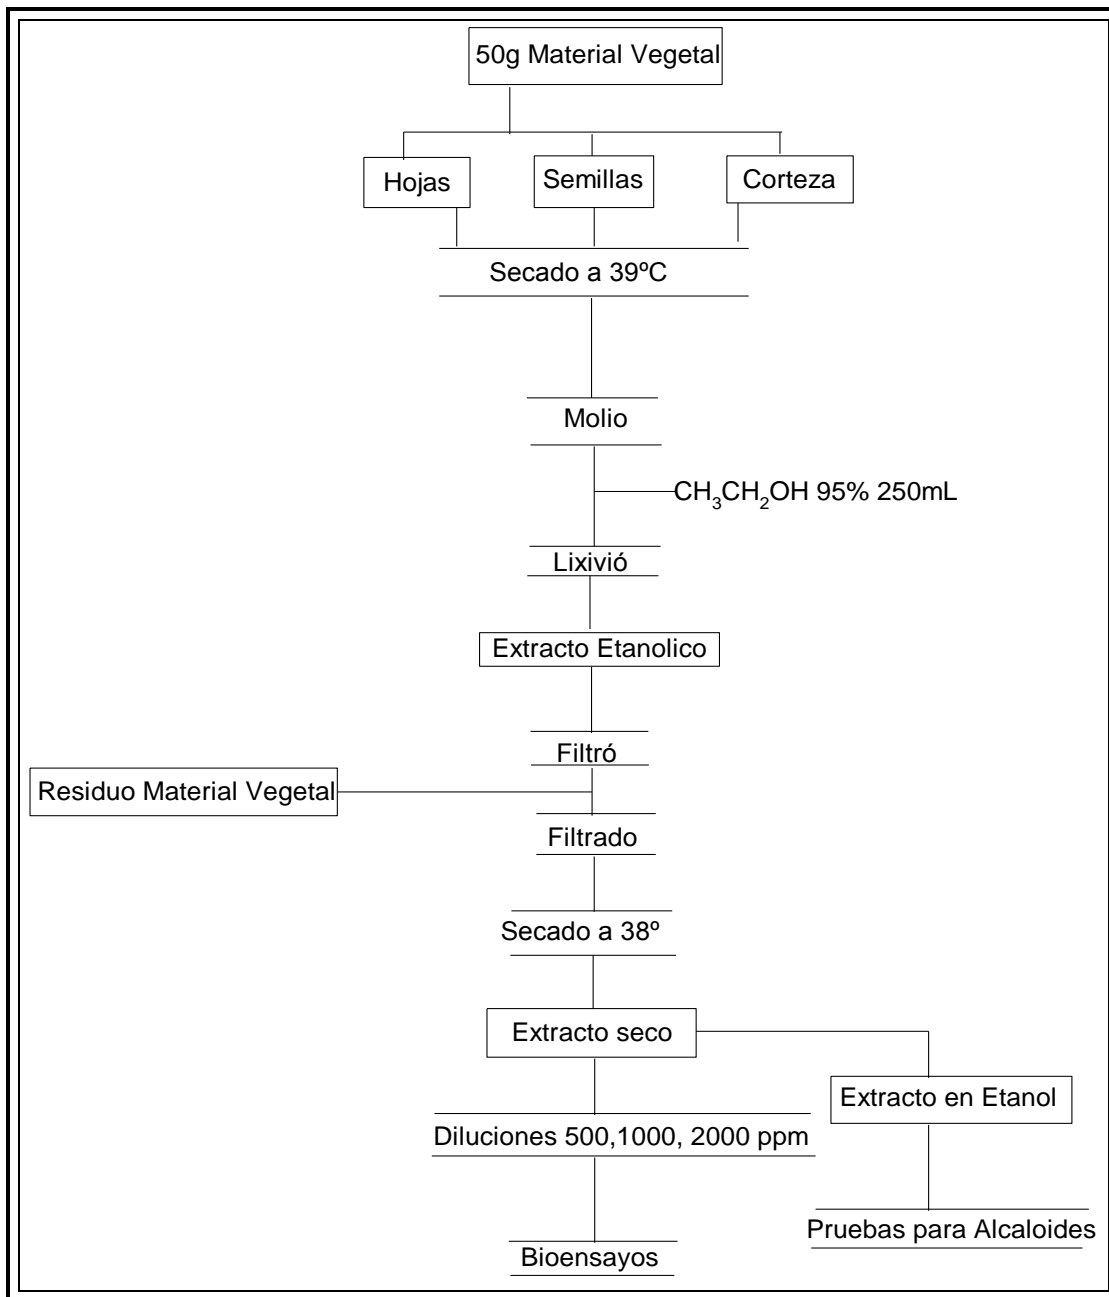 50g Material Vegetal
Hojas
Semillas
Corteza
Secado a 39ºC
Molio
CH₃CH₂OH 95% 250mL
Lixivió
Extracto Etanolico
Filtró
Residuo Material Vegetal
Filtrado
Secado a 38º
Extracto seco
Extracto en Etanol
Diluciones 500,1000, 2000 ppm
Pruebas para Alcaloides
Bioensayos